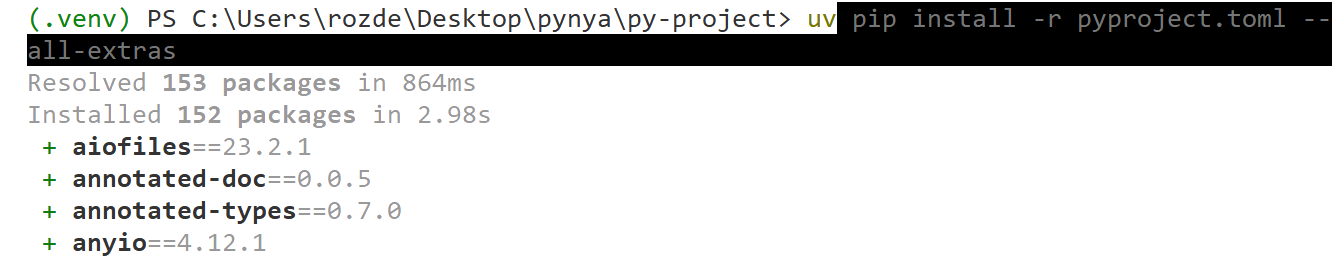 (.venv) PS C:\Users\rozde\Desktop\pynya\py-project> uv pip install -r pyproject.toml --
all-extras
Resolved 153 packages in 864ms
Installed 152 packages in 2.98s
+ aiofiles==23.2.1
+ annotated-doc==0.0.5
+ annotated-types==0.7.0
+ anyio==4.12.1